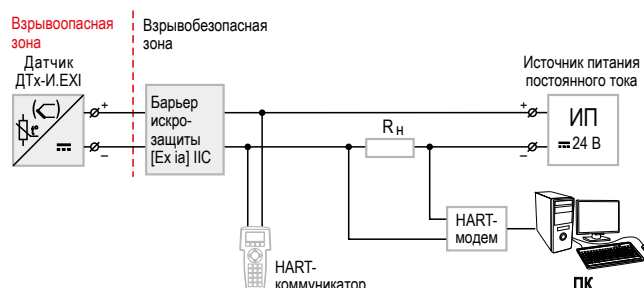 Взрывоопасная
зона
Взрывобезопасная
зона
Датчик
ДТх-И.EXI
t°
+
–
Барьер
искро-
защиты
[Ex ia] IIC
Rн
Источник питания
постоянного тока
+
–
ИП
24 В
HART-
модем
HART-
коммуникатор
ПК